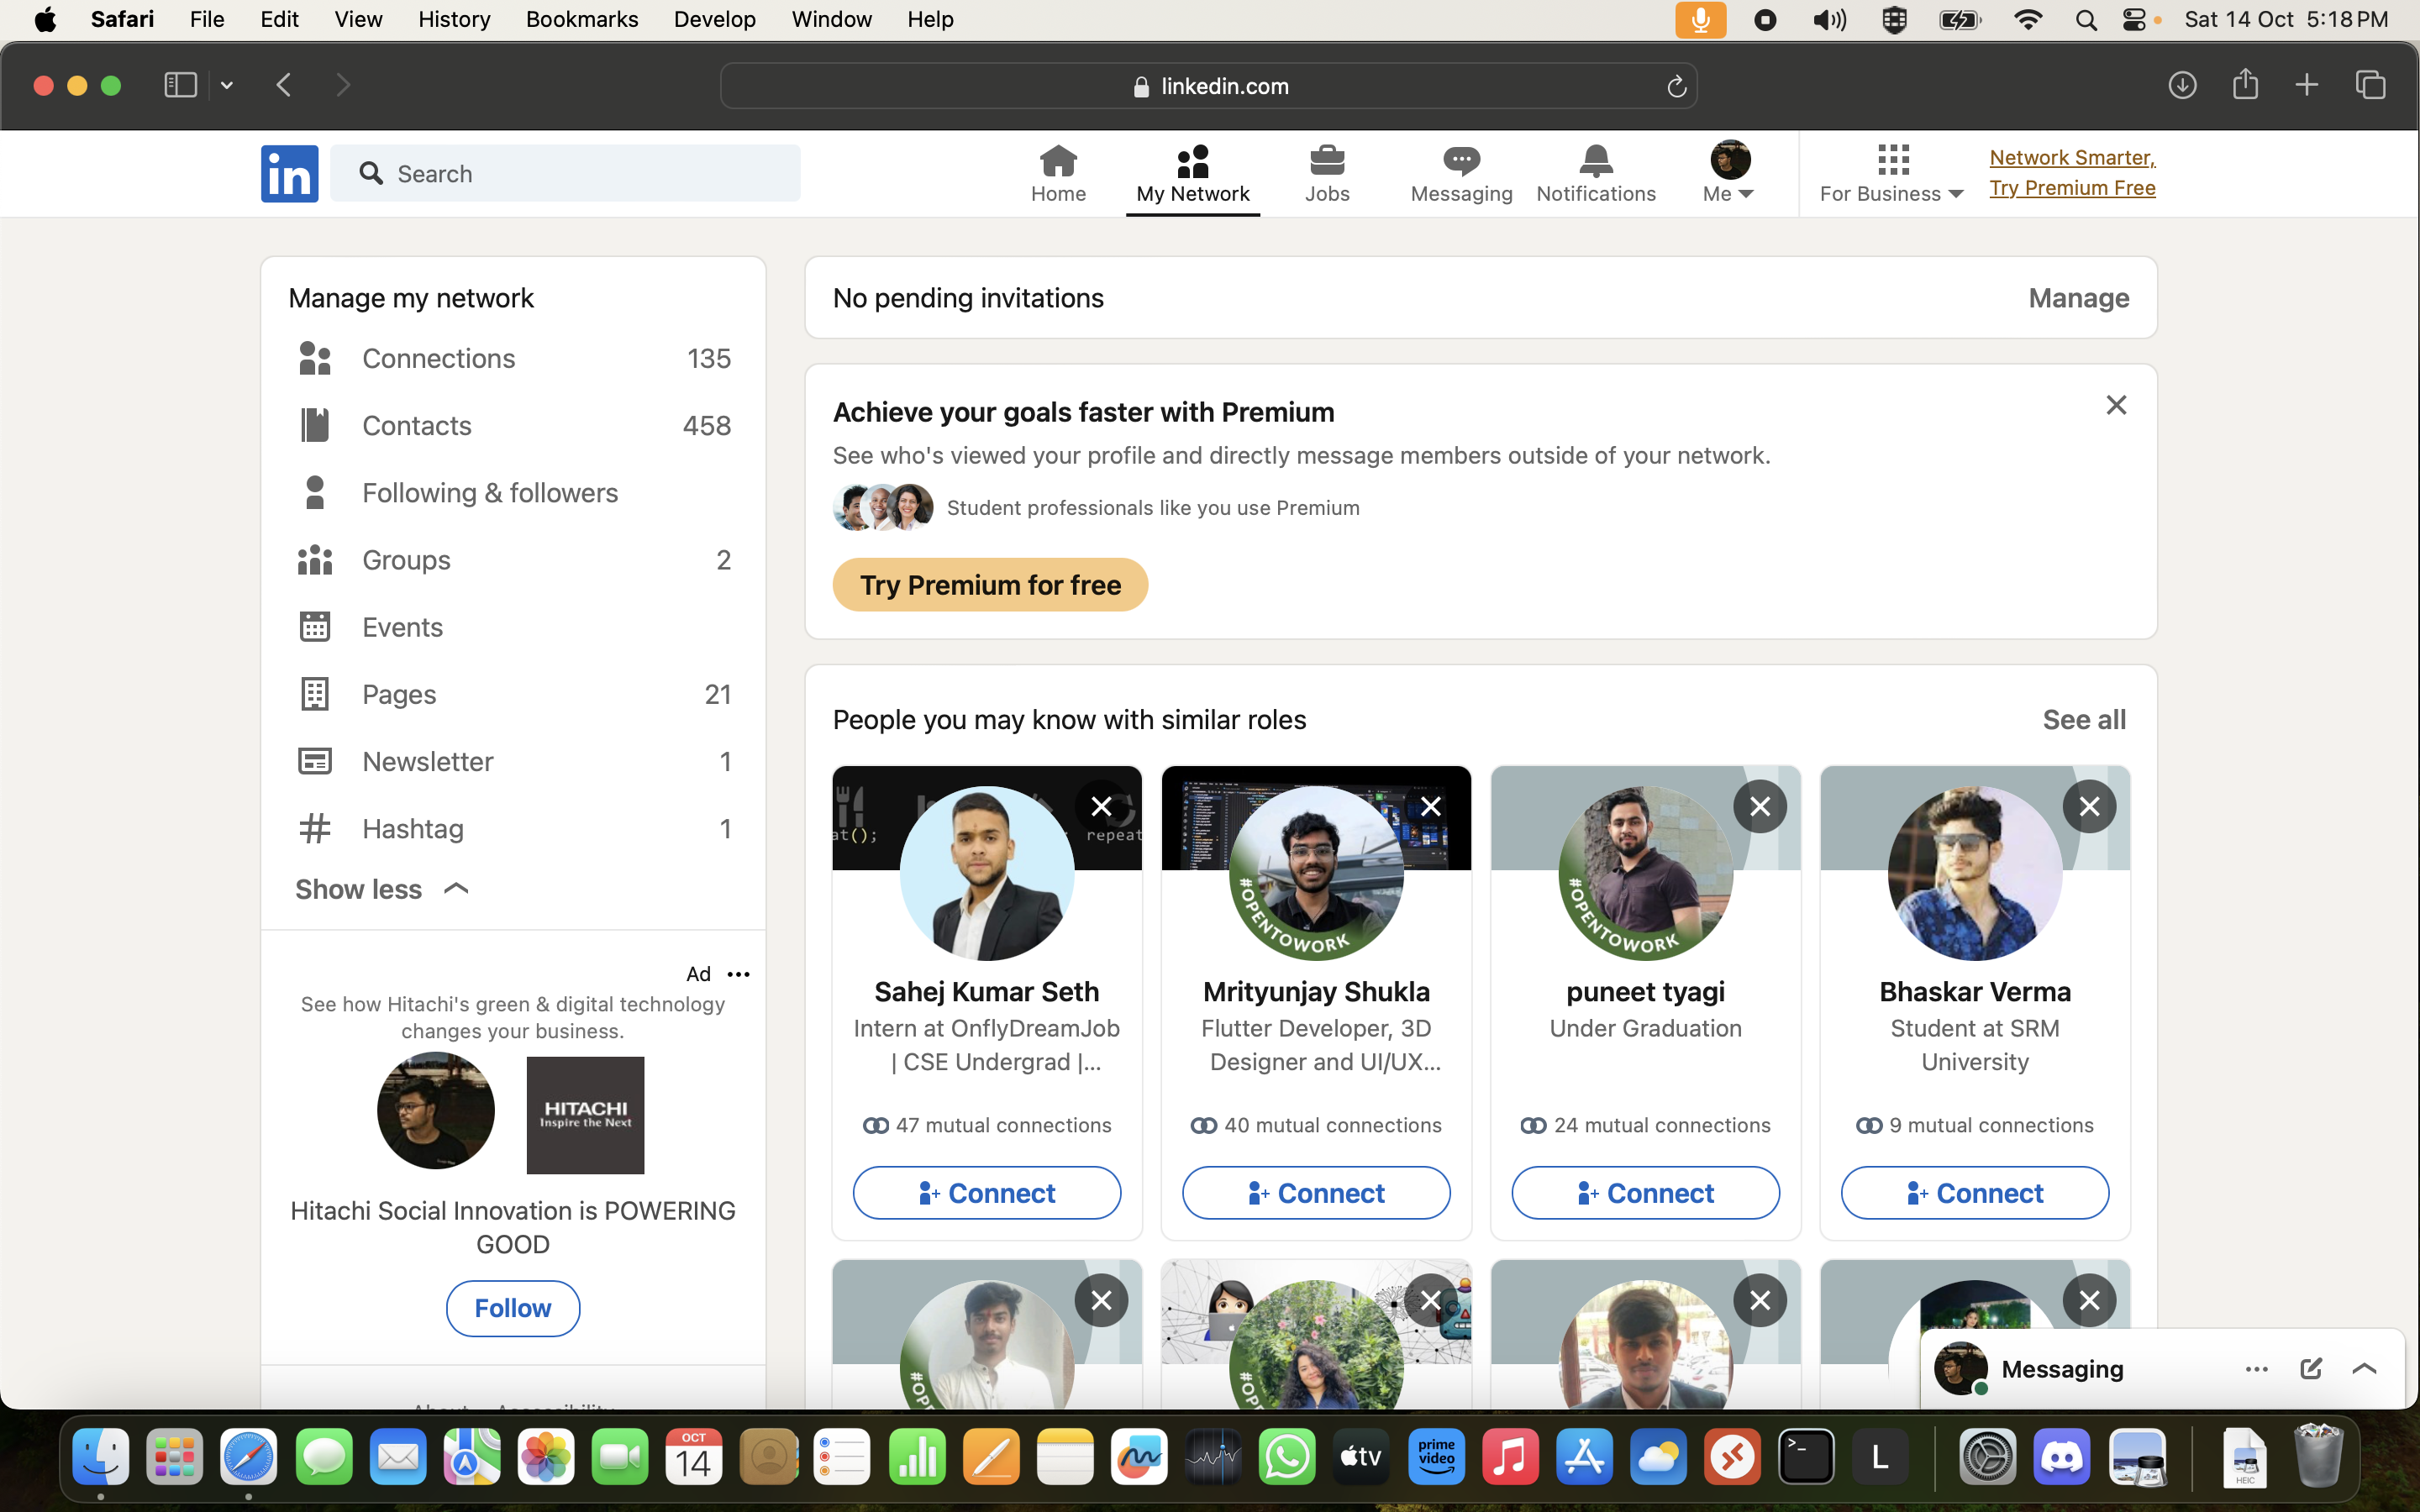 Safari File Edit View History Bookmarks Develop Window Help Sat 14 Oct 5:18 PM
linkedin.com
in Search Home My Network Jobs Messaging Notifications Me For Business
Network Smarter,
Try Premium Free
Manage my network
Connections 135
Contacts 458
Following & followers
Groups 2
Events
Pages 21
Newsletter 1
Hashtag 1
Show less
Ad
See how Hitachi's green & digital technology
changes your business.
HITACHI
Inspire the Next
Hitachi Social Innovation is POWERING
GOOD
Follow
No pending invitations Manage
Achieve your goals faster with Premium
See who's viewed your profile and directly message members outside of your network.
Student professionals like you use Premium
Try Premium for free
People you may know with similar roles See all
at(); repeat
Sahej Kumar Seth
Intern at OnflyDreamJob
| CSE Undergrad |...
47 mutual connections
Connect
#OPENTOWORK
Mrityunjay Shukla
Flutter Developer, 3D
Designer and UI/UX...
40 mutual connections
Connect
#OPENTOWORK
puneet tyagi
Under Graduation
24 mutual connections
Connect
Bhaskar Verma
Student at SRM
University
9 mutual connections
Connect
Messaging
OCT
14
tv
prime
video
L
HEIC